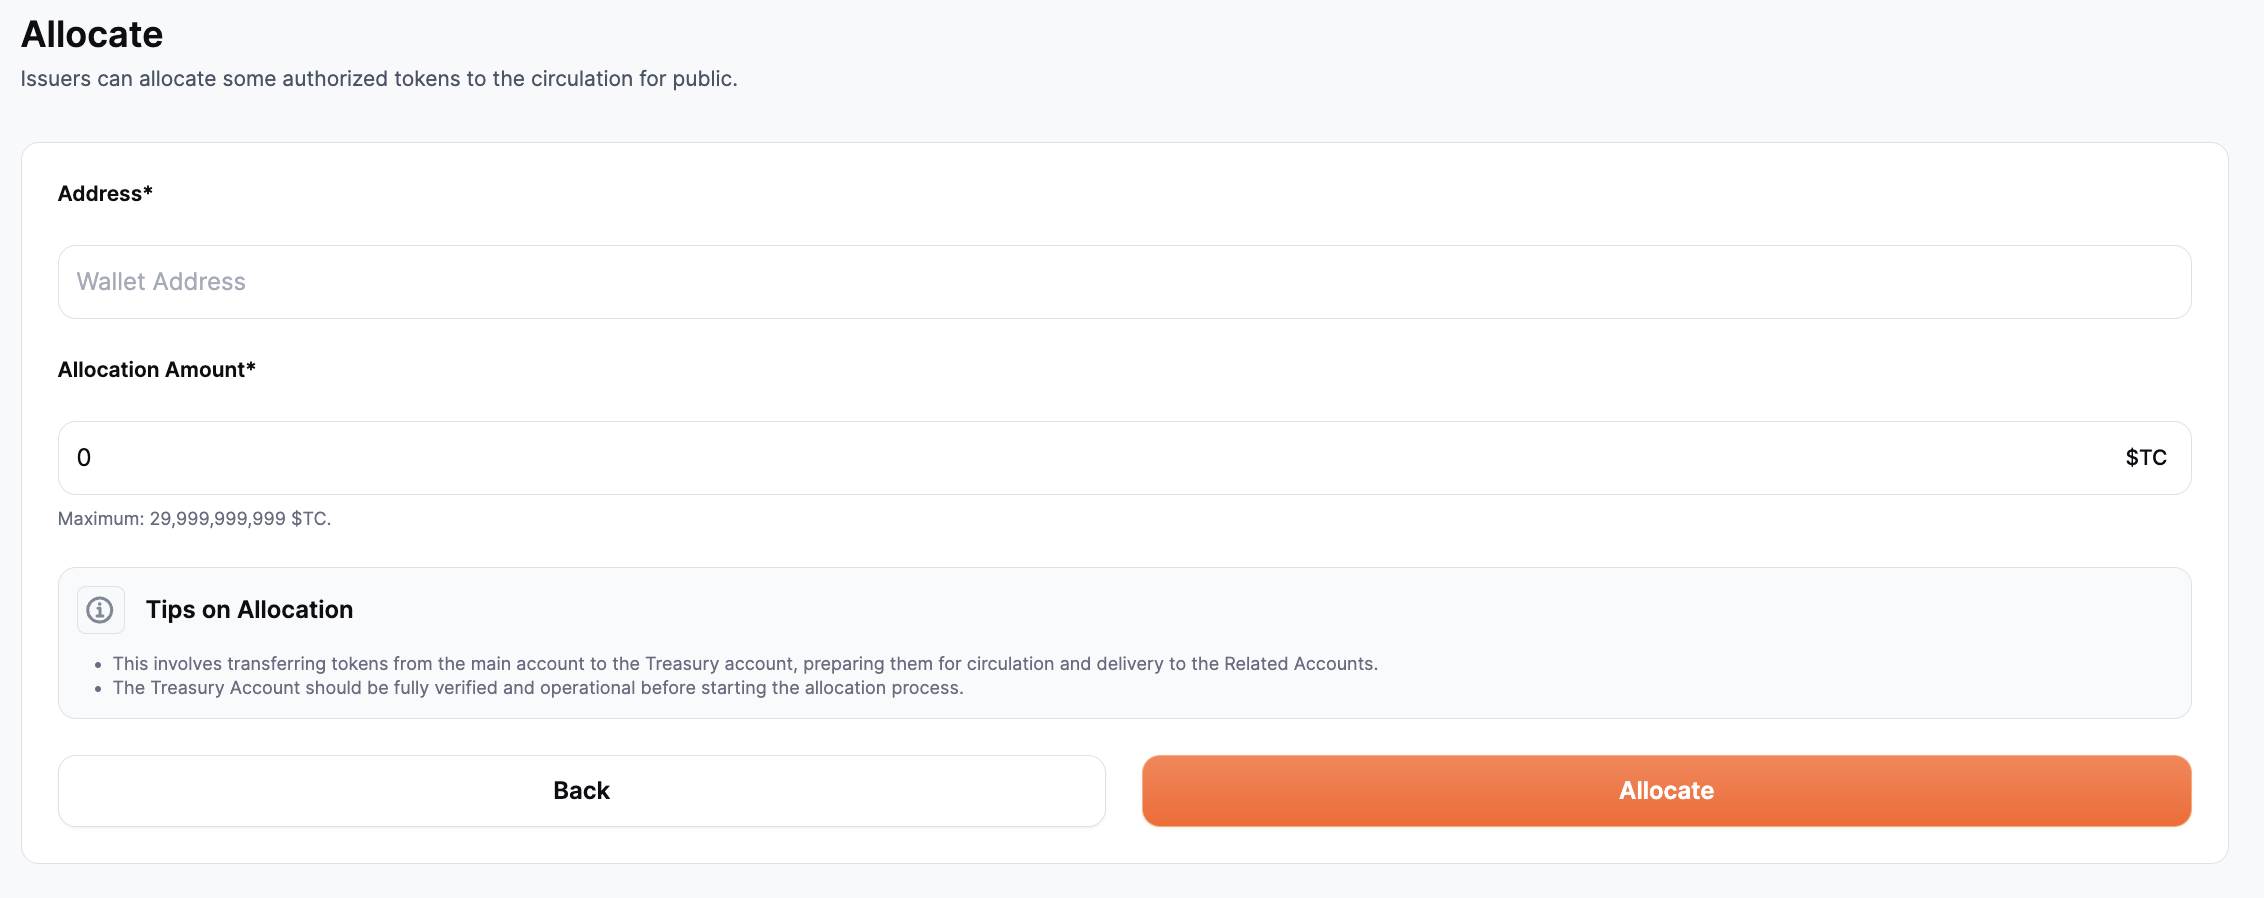 Allocate
Issuers can allocate some authorized tokens to the circulation for public.
Address*
Wallet Address
Allocation Amount*
0 $TC
Maximum: 29,999,999,999 $TC.
Tips on Allocation
• This involves transferring tokens from the main account to the Treasury account, preparing them for circulation and delivery to the Related Accounts.
• The Treasury Account should be fully verified and operational before starting the allocation process.
Back Allocate